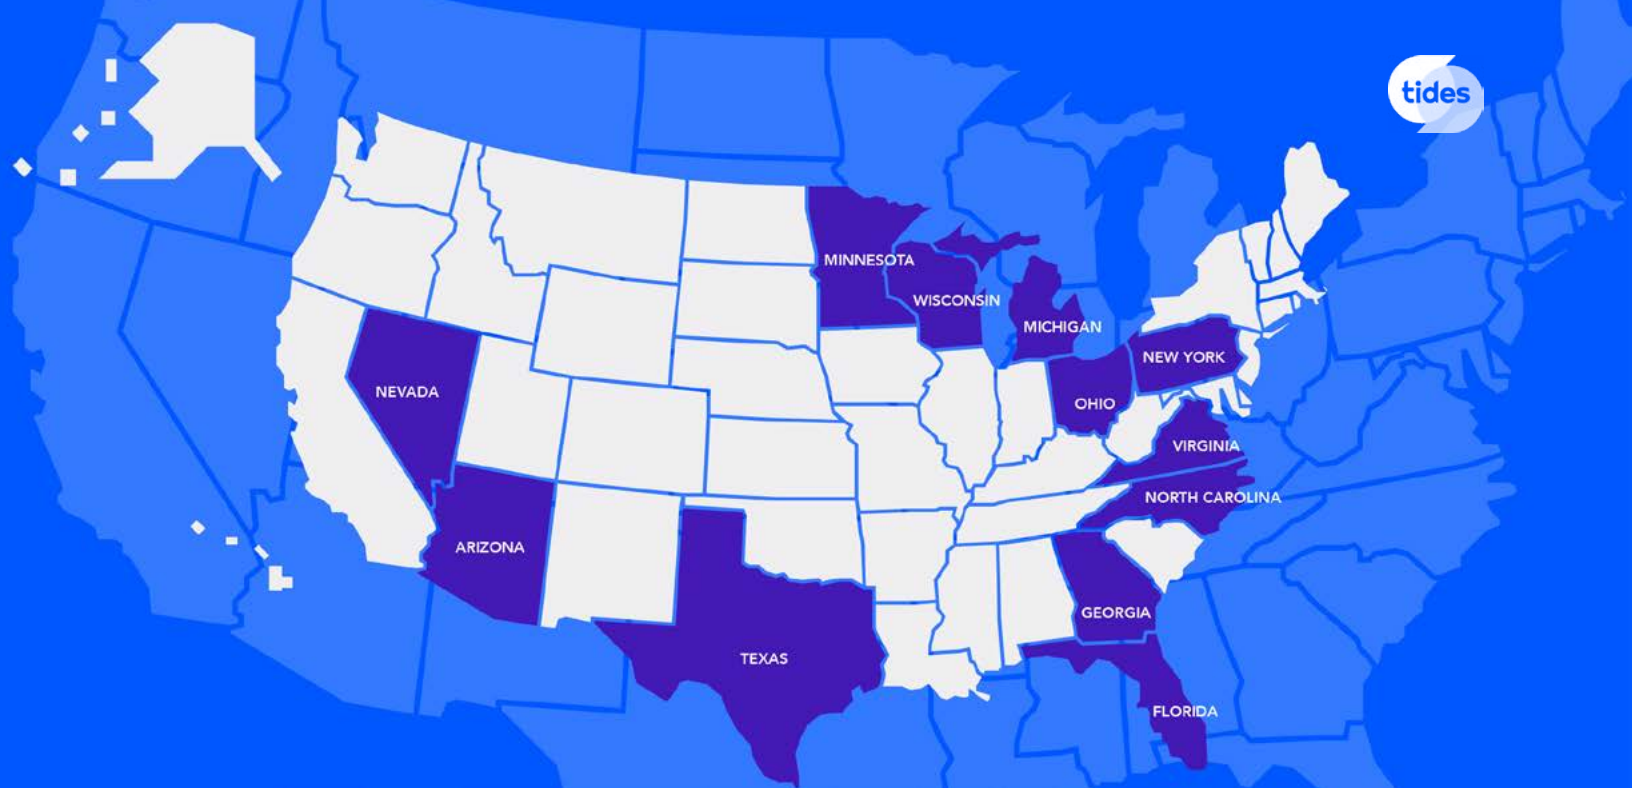 tides
MINNESOTA
WISCONSIN
MICHIGAN
NEW YORK
NEVADA
OHIO
VIRGINIA
NORTH CAROLINA
ARIZONA
GEORGIA
TEXAS
FLORIDA